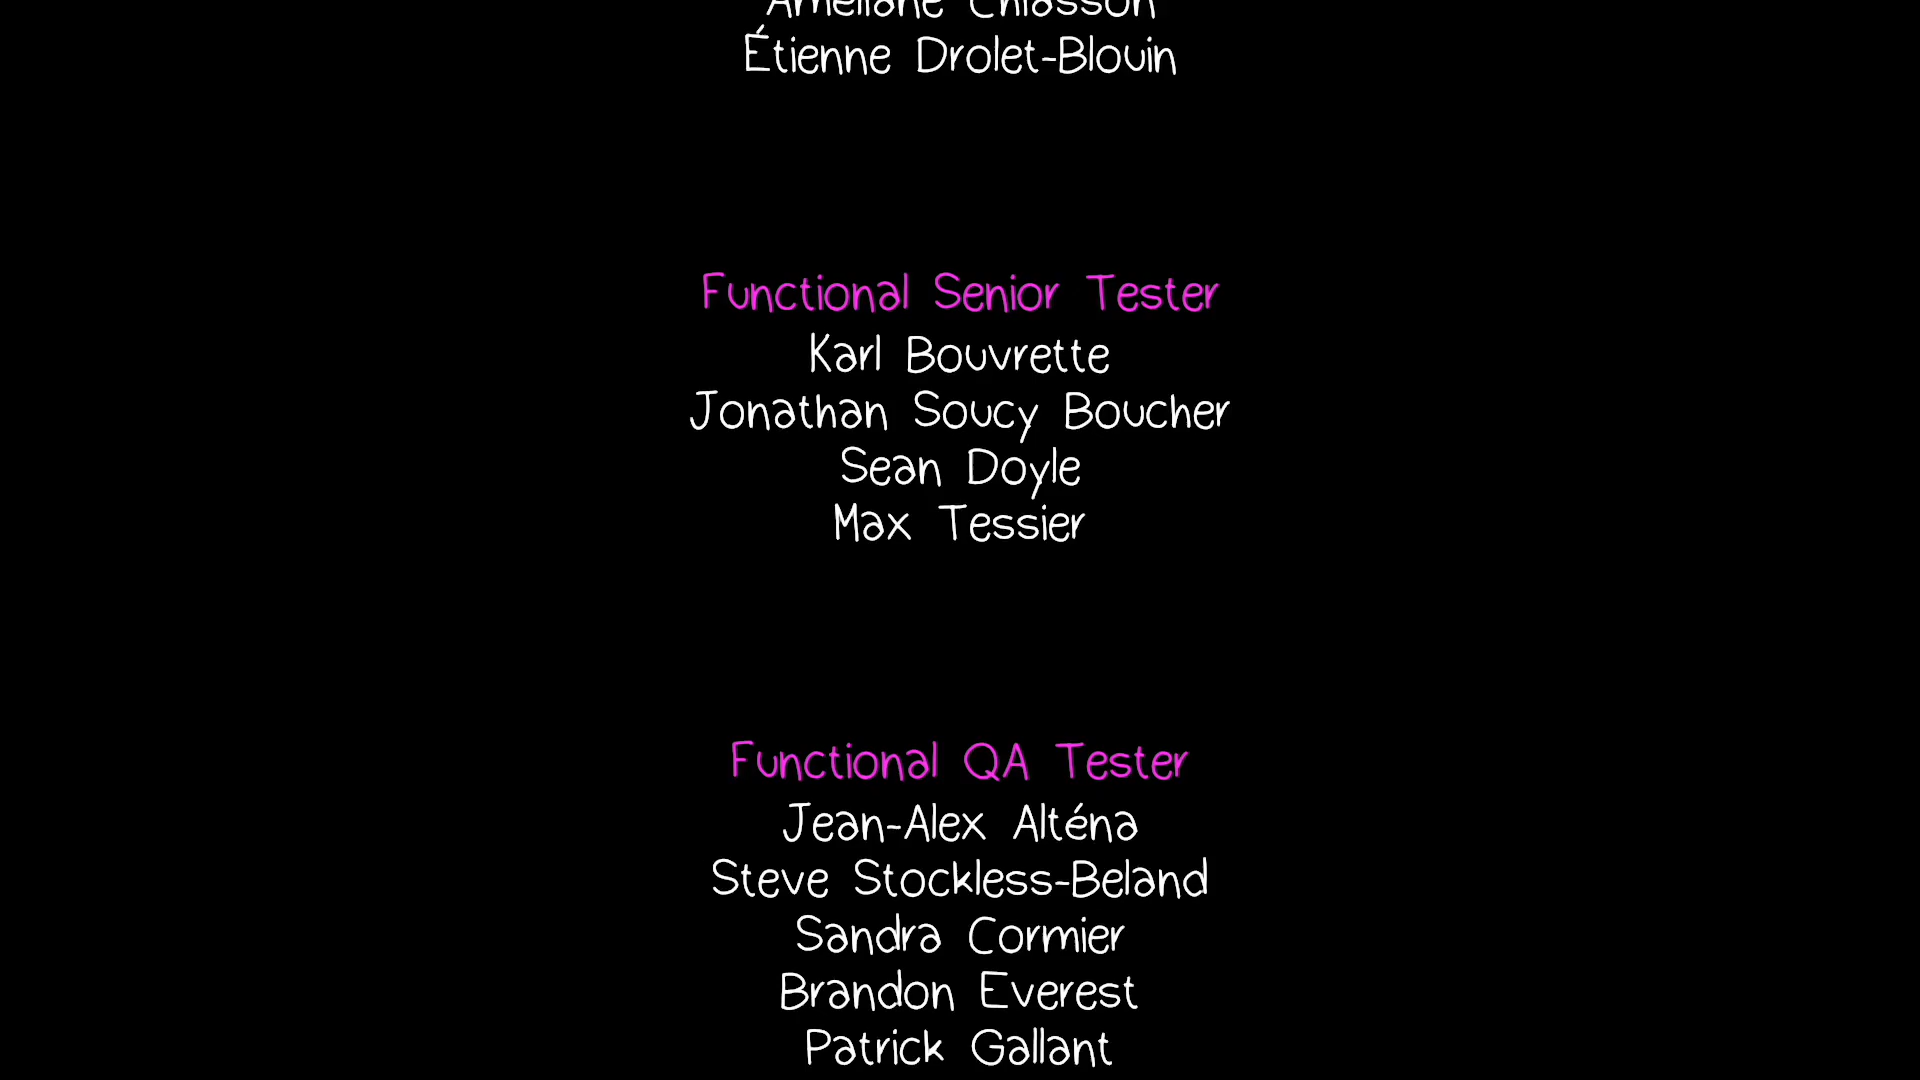 Améliane Chiasson
Étienne Drolet-Blouin
Functional Senior Tester
Karl Bouvrette
Jonathan Soucy Boucher
Sean Doyle
Max Tessier
Functional QA Tester
Jean-Alex Alténa
Steve Stockless-Beland
Sandra Cormier
Brandon Everest
Patrick Gallant